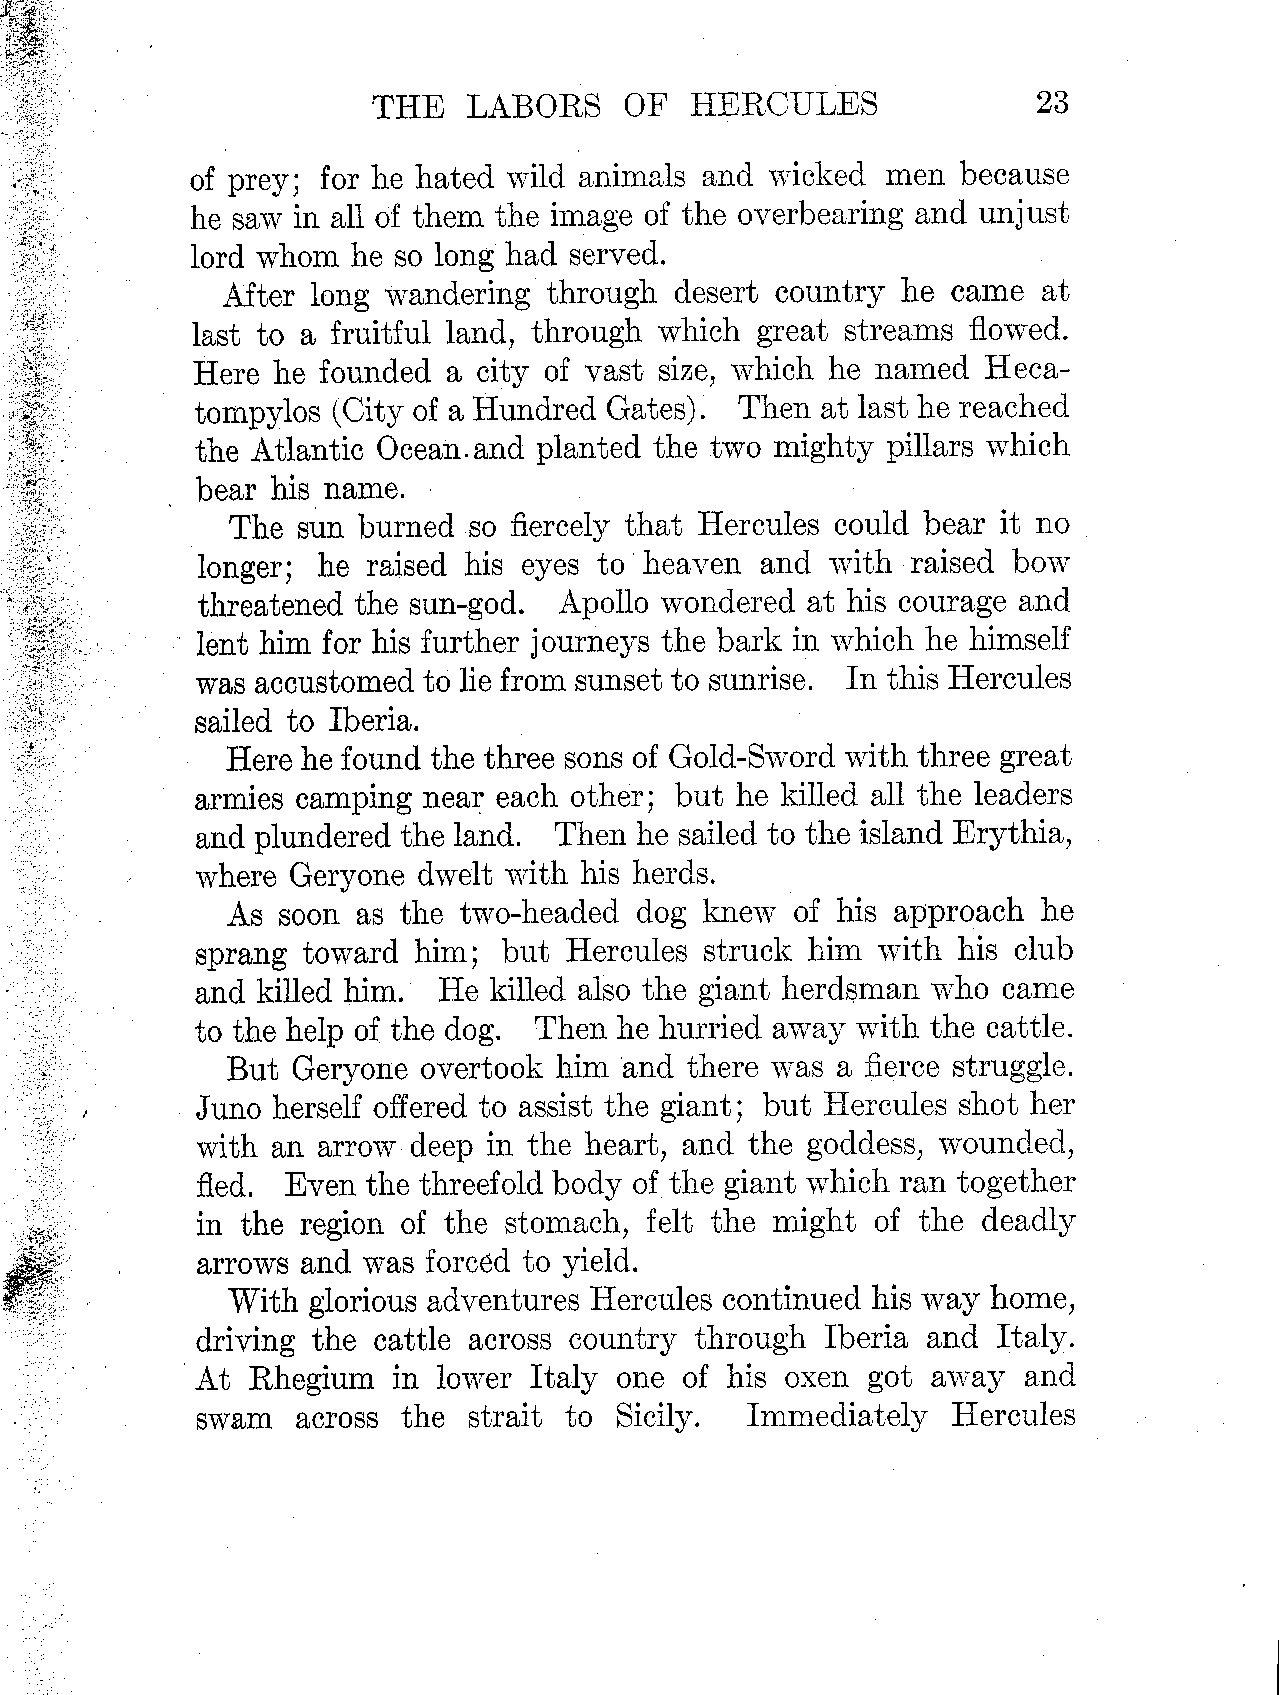 THE LABORS OF HERCULES 23
of prey; for he hated wild animals and wicked men because
he saw in all of them the image of the overbearing and unjust
lord whom he so long had served.
After long wandering through desert country he came at
last to a fruitful land, through which great streams flowed.
Here he founded a city of vast size, which he named Heca-
tompylos (City of a Hundred Gates). Then at last he reached
the Atlantic Ocean and planted the two mighty pillars which
bear his name.
The sun burned so fiercely that Hercules could bear it no
longer; he raised his eyes to heaven and with raised bow
threatened the sun-god. Apollo wondered at his courage and
lent him for his further journeys the bark in which he himself
was accustomed to lie from sunset to sunrise. In this Hercules
sailed to Iberia.
Here he found the three sons of Gold-Sword with three great
armies camping near each other; but he killed all the leaders
and plundered the land. Then he sailed to the island Erythia,
where Geryone dwelt with his herds.
As soon as the two-headed dog knew of his approach he
sprang toward him; but Hercules struck him with his club
and killed him. He killed also the giant herdsman who came
to the help of the dog. Then he hurried away with the cattle.
But Geryone overtook him and there was a fierce struggle.
Juno herself offered to assist the giant; but Hercules shot her
with an arrow deep in the heart, and the goddess, wounded,
fled. Even the threefold body of the giant which ran together
in the region of the stomach, felt the might of the deadly
arrows and was forced to yield.
With glorious adventures Hercules continued his way home,
driving the cattle across country through Iberia and Italy.
At Rhegium in lower Italy one of his oxen got away and
swam across the strait to Sicily. Immediately Hercules